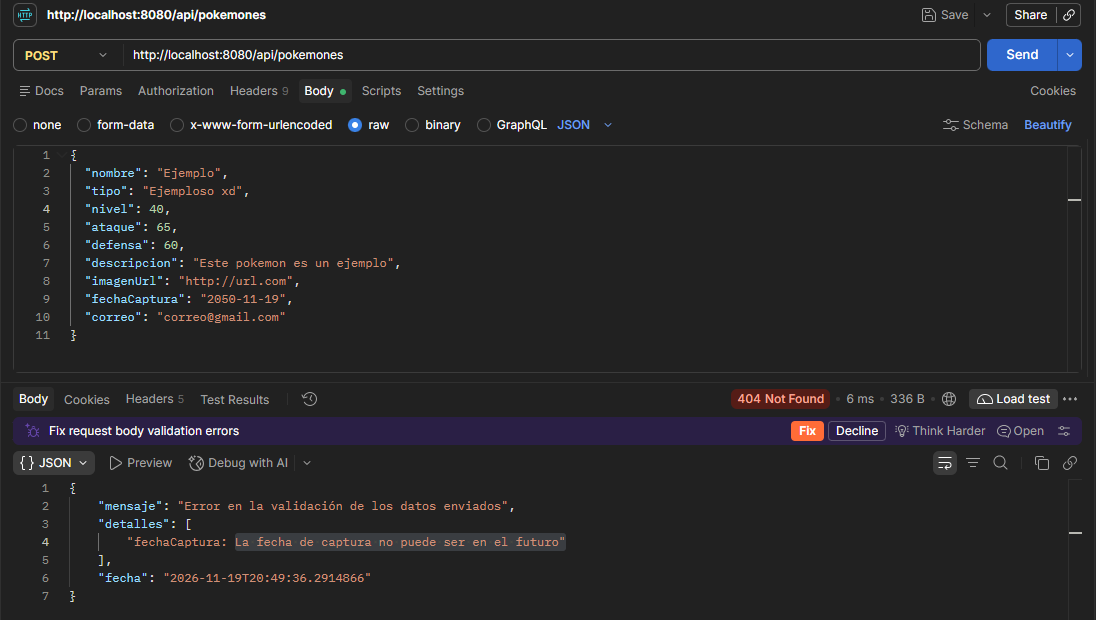 HTTP http://localhost:8080/api/pokemones Save Share
POST http://localhost:8080/api/pokemones Send
Docs Params Authorization Headers 9 Body Scripts Settings Cookies
none form-data x-www-form-urlencoded raw binary GraphQL JSON Schema Beautify
1 {
2 "nombre": "Ejemplo",
3 "tipo": "Ejemploso xd",
4 "nivel": 40,
5 "ataque": 65,
6 "defensa": 60,
7 "descripcion": "Este pokemon es un ejemplo",
8 "imagenUrl": "http://url.com",
9 "fechaCaptura": "2050-11-19",
10 "correo": "correo@gmail.com"
11 }
Body Cookies Headers 5 Test Results 404 Not Found • 6 ms • 336 B • Load test
Fix request body validation errors Fix Decline Think Harder Open
{} JSON Preview Debug with AI
1 {
2 "mensaje": "Error en la validación de los datos enviados",
3 "detalles": [
4 "fechaCaptura: La fecha de captura no puede ser en el futuro"
5 ],
6 "fecha": "2026-11-19T20:49:36.2914866"
7 }